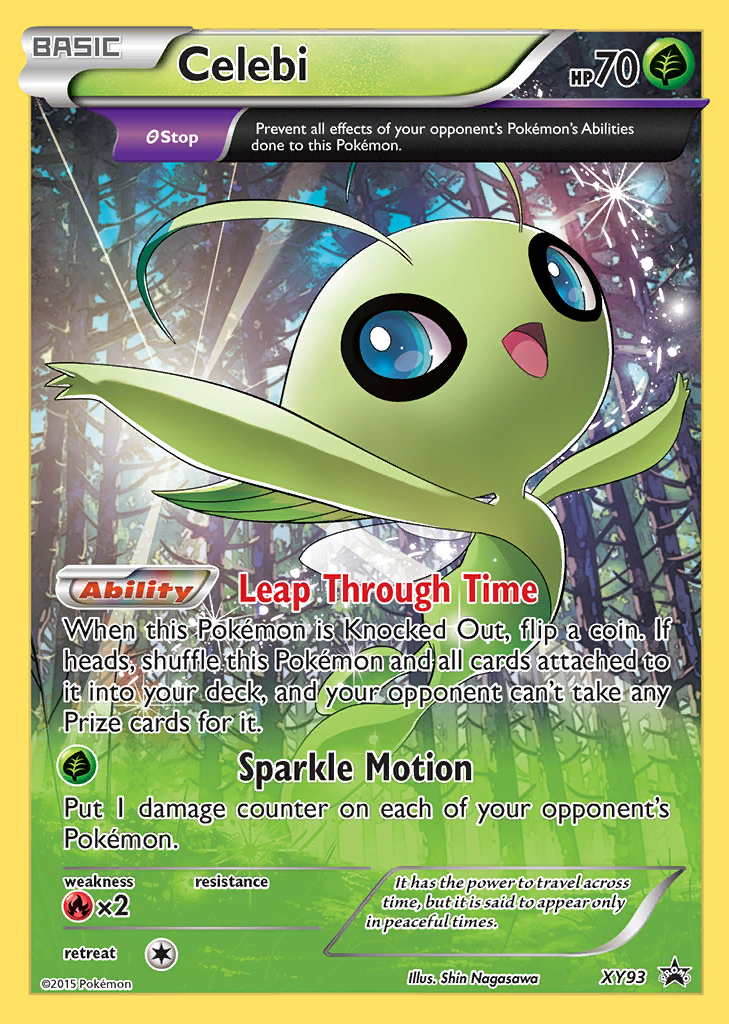 BASIC
Celebi
HP70
θStop
Prevent all effects of your opponent's Pokémon's Abilities
done to this Pokémon.
Ability
Leap Through Time
When this Pokémon is Knocked Out, flip a coin. If
heads, shuffle this Pokémon and all cards attached to
it into your deck, and your opponent can't take any
Prize cards for it.
Sparkle Motion
Put 1 damage counter on each of your opponent's
Pokémon.
weakness
resistance
×2
It has the power to travel across
time, but it is said to appear only
in peaceful times.
retreat
©2015 Pokémon
Illus. Shin Nagasawa
XY93
PROMO